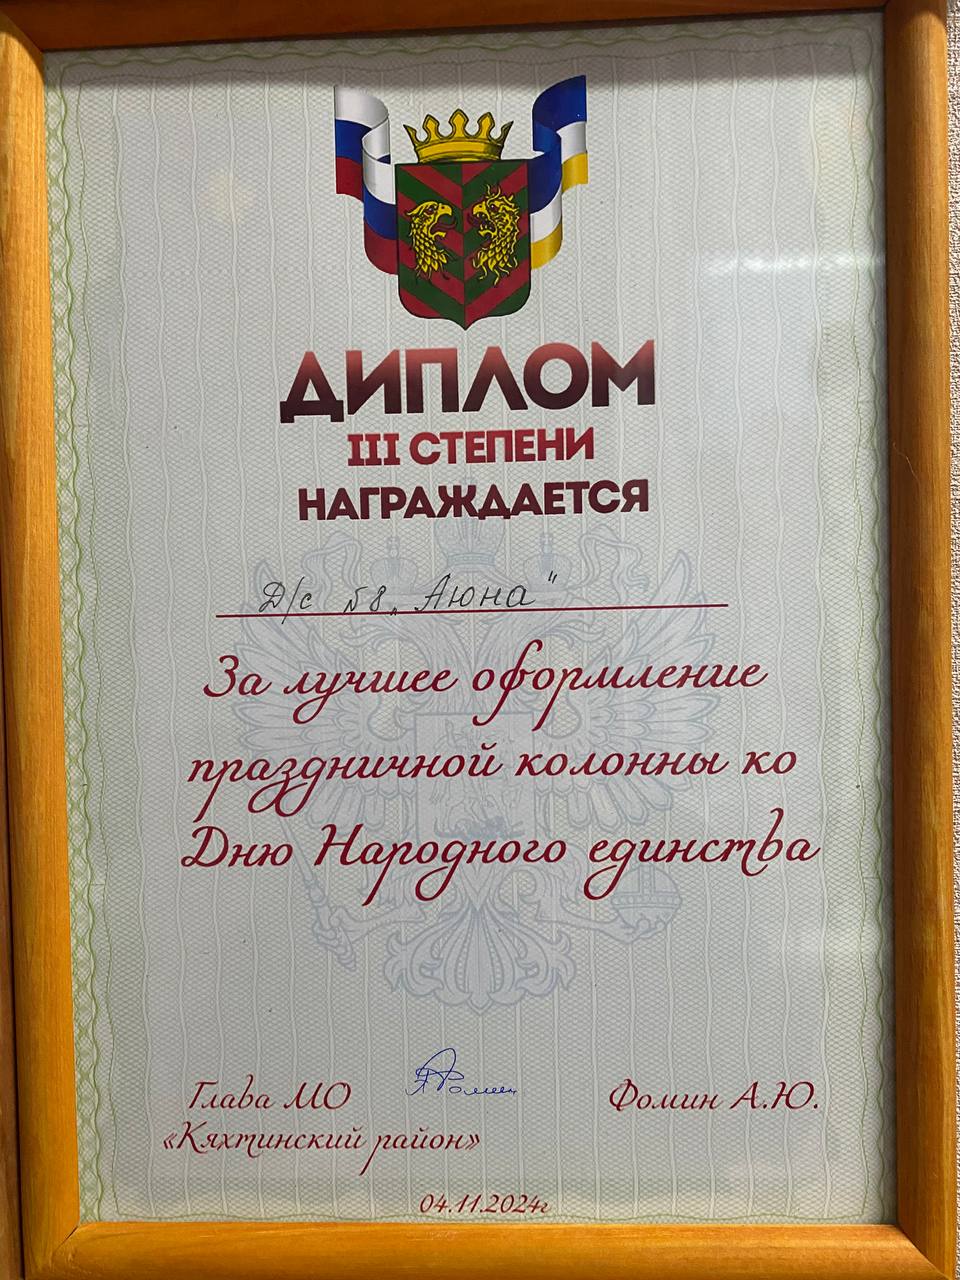 ДИПЛОМ
III СТЕПЕНИ
НАГРАЖДАЕТСЯ
Д/с №8 „Аюна"
За лучшее оформление
праздничной колонны ко
Дню Народного единства
Глава МО
«Кяхтинский район»
Фомин А.Ю.
04.11.2024г